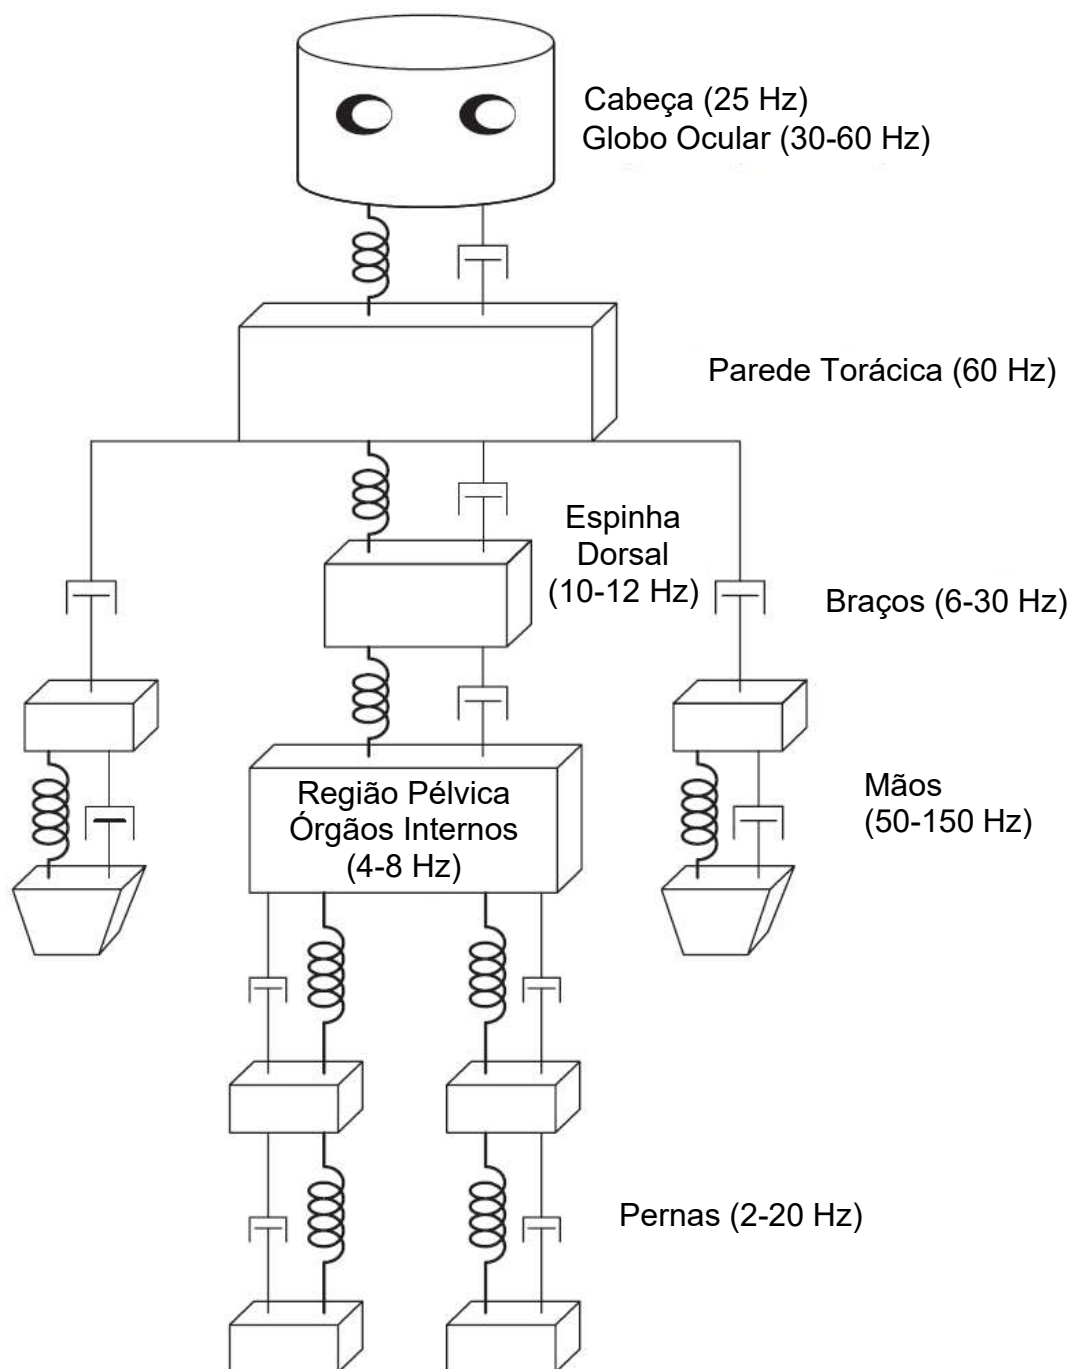 Cabeça (25 Hz)
Globo Ocular (30-60 Hz)
Parede Torácica (60 Hz)
Espinha
Dorsal
(10-12 Hz)
Braços (6-30 Hz)
Região Pélvica
Órgãos Internos
(4-8 Hz)
Mãos
(50-150 Hz)
Pernas (2-20 Hz)